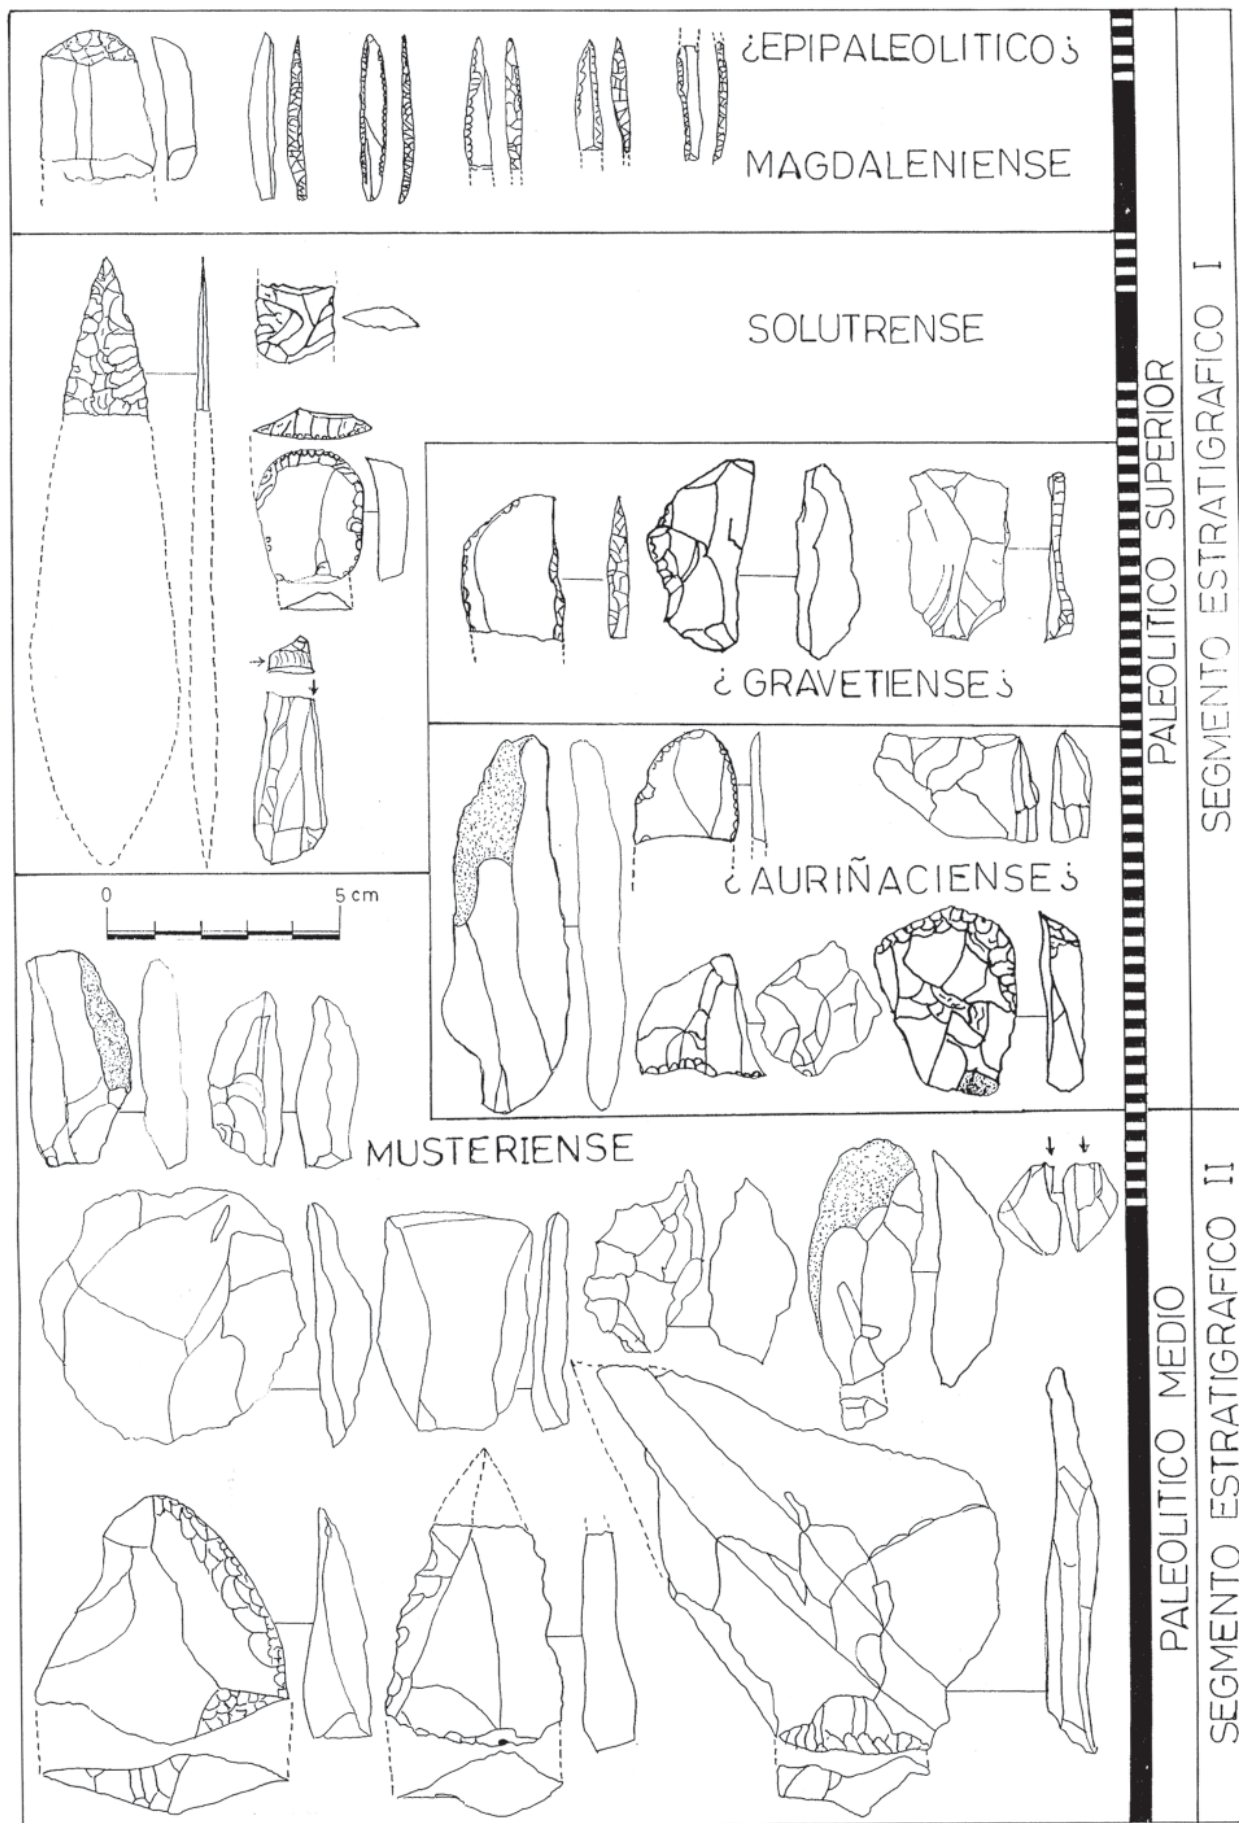 ¿EPIPALEOLITICO?
MAGDALENIENSE
SOLUTRENSE
¿GRAVETIENSE?
¿AURIÑACIENSE?
0 5 cm
MUSTERIENSE
PALEOLITICO SUPERIOR
SEGMENTO ESTRATIGRAFICO I
PALEOLITICO MEDIO
SEGMENTO ESTRATIGRAFICO II